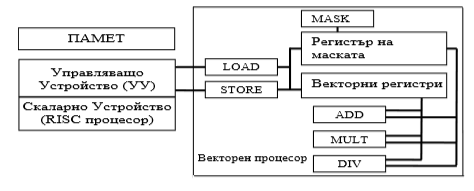 MASK
ПАМЕТ
Регистър на
маската
LOAD
Управляващо
Устройство (УУ)
STORE
Векторни регистри
Скаларно Устройство
(RISC процесор)
ADD
MULT
Векторен процесор
DIV